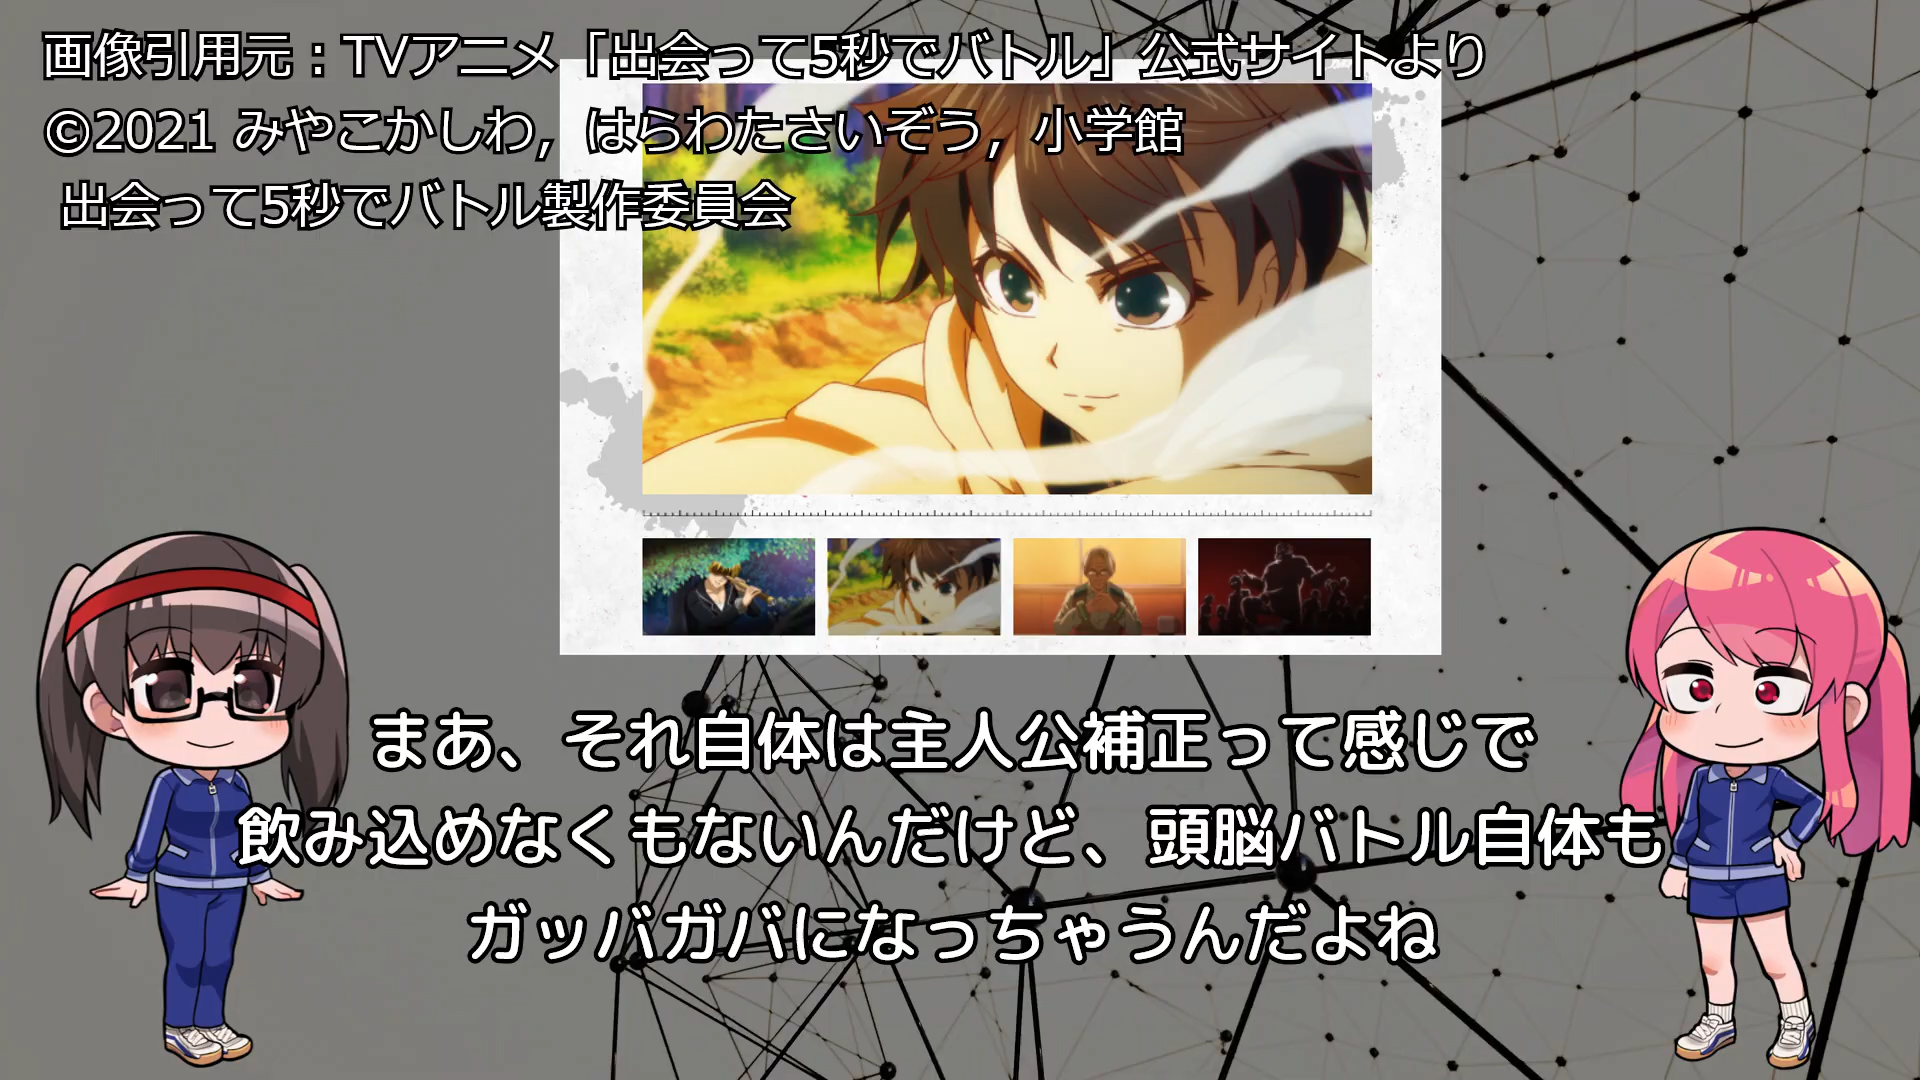 画像引用元：TVアニメ「出会って5秒でバトル」公式サイトより
©2021 みやこかしわ，はらわたさいぞう，小学館
出会って5秒でバトル製作委員会
まあ、それ自体は主人公補正って感じで
飲み込めなくもないんだけど、頭脳バトル自体も
ガッバガバになっちゃうんだよね